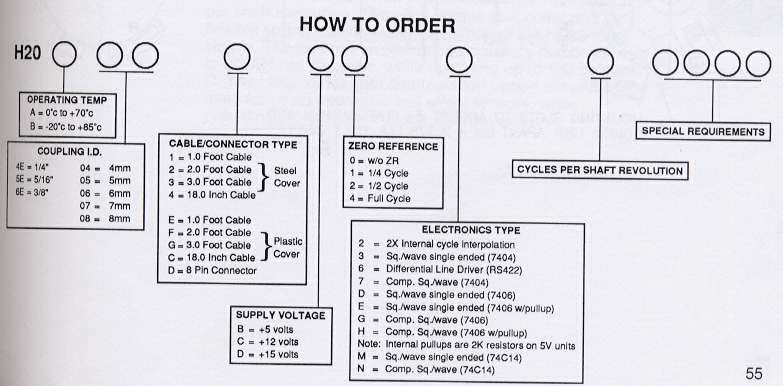 HOW TO ORDER
H20
OPERATING TEMP
A = 0°c to +70°c
B = -20°c to +85°c
COUPLING I.D.
4E = 1/4" 04 = 4mm
5E = 5/16" 05 = 5mm
6E = 3/8" 06 = 6mm
07 = 7mm
08 = 8mm
CABLE/CONNECTOR TYPE
1 = 1.0 Foot Cable
2 = 2.0 Foot Cable
3 = 3.0 Foot Cable
4 = 18.0 Inch Cable
Steel
Cover
E = 1.0 Foot Cable
F = 2.0 Foot Cable
G = 3.0 Foot Cable
C = 18.0 Inch Cable
D = 8 Pin Connector
Plastic
Cover
SUPPLY VOLTAGE
B = +5 volts
C = +12 volts
D = +15 volts
ZERO REFERENCE
0 = w/o ZR
1 = 1/4 Cycle
2 = 1/2 Cycle
4 = Full Cycle
ELECTRONICS TYPE
2 = 2X Internal cycle interpolation
3 = Sq./wave single ended (7404)
6 = Differential Line Driver (RS422)
7 = Comp. Sq./wave (7404)
D = Sq./wave single ended (7406)
E = Sq./wave single ended (7406 w/pullup)
G = Comp. Sq./wave (7406)
H = Comp. Sq./wave (7406 w/pullup)
Note: Internal pullups are 2K resistors on 5V units
M = Sq./wave single ended (74C14)
N = Comp. Sq./wave (74C14)
CYCLES PER SHAFT REVOLUTION
SPECIAL REQUIREMENTS
55